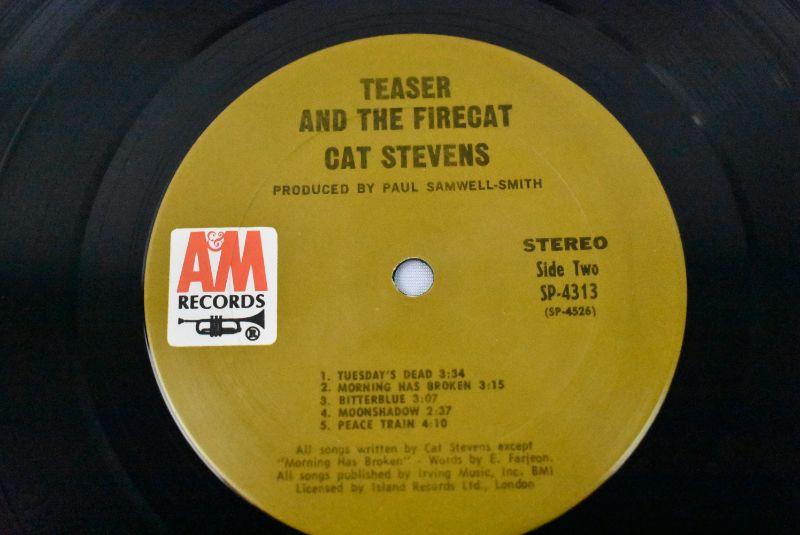 TEASER
AND THE FIRECAT
CAT STEVENS
PRODUCED BY PAUL SAMWELL-SMITH
A&M
RECORDS
®
STEREO
Side Two
SP-4313
(SP-4526)
1. TUESDAY'S DEAD 3:34
2. MORNING HAS BROKEN 3:15
3. BITTERBLUE 3:07
4. MOONSHADOW 2:37
5. PEACE TRAIN 4:10
All songs written by Cat Stevens except
"Morning Has Broken" - Words by E. Farjeon.
All songs published by Irving Music, Inc. BMI
Licensed by Island Records Ltd., London